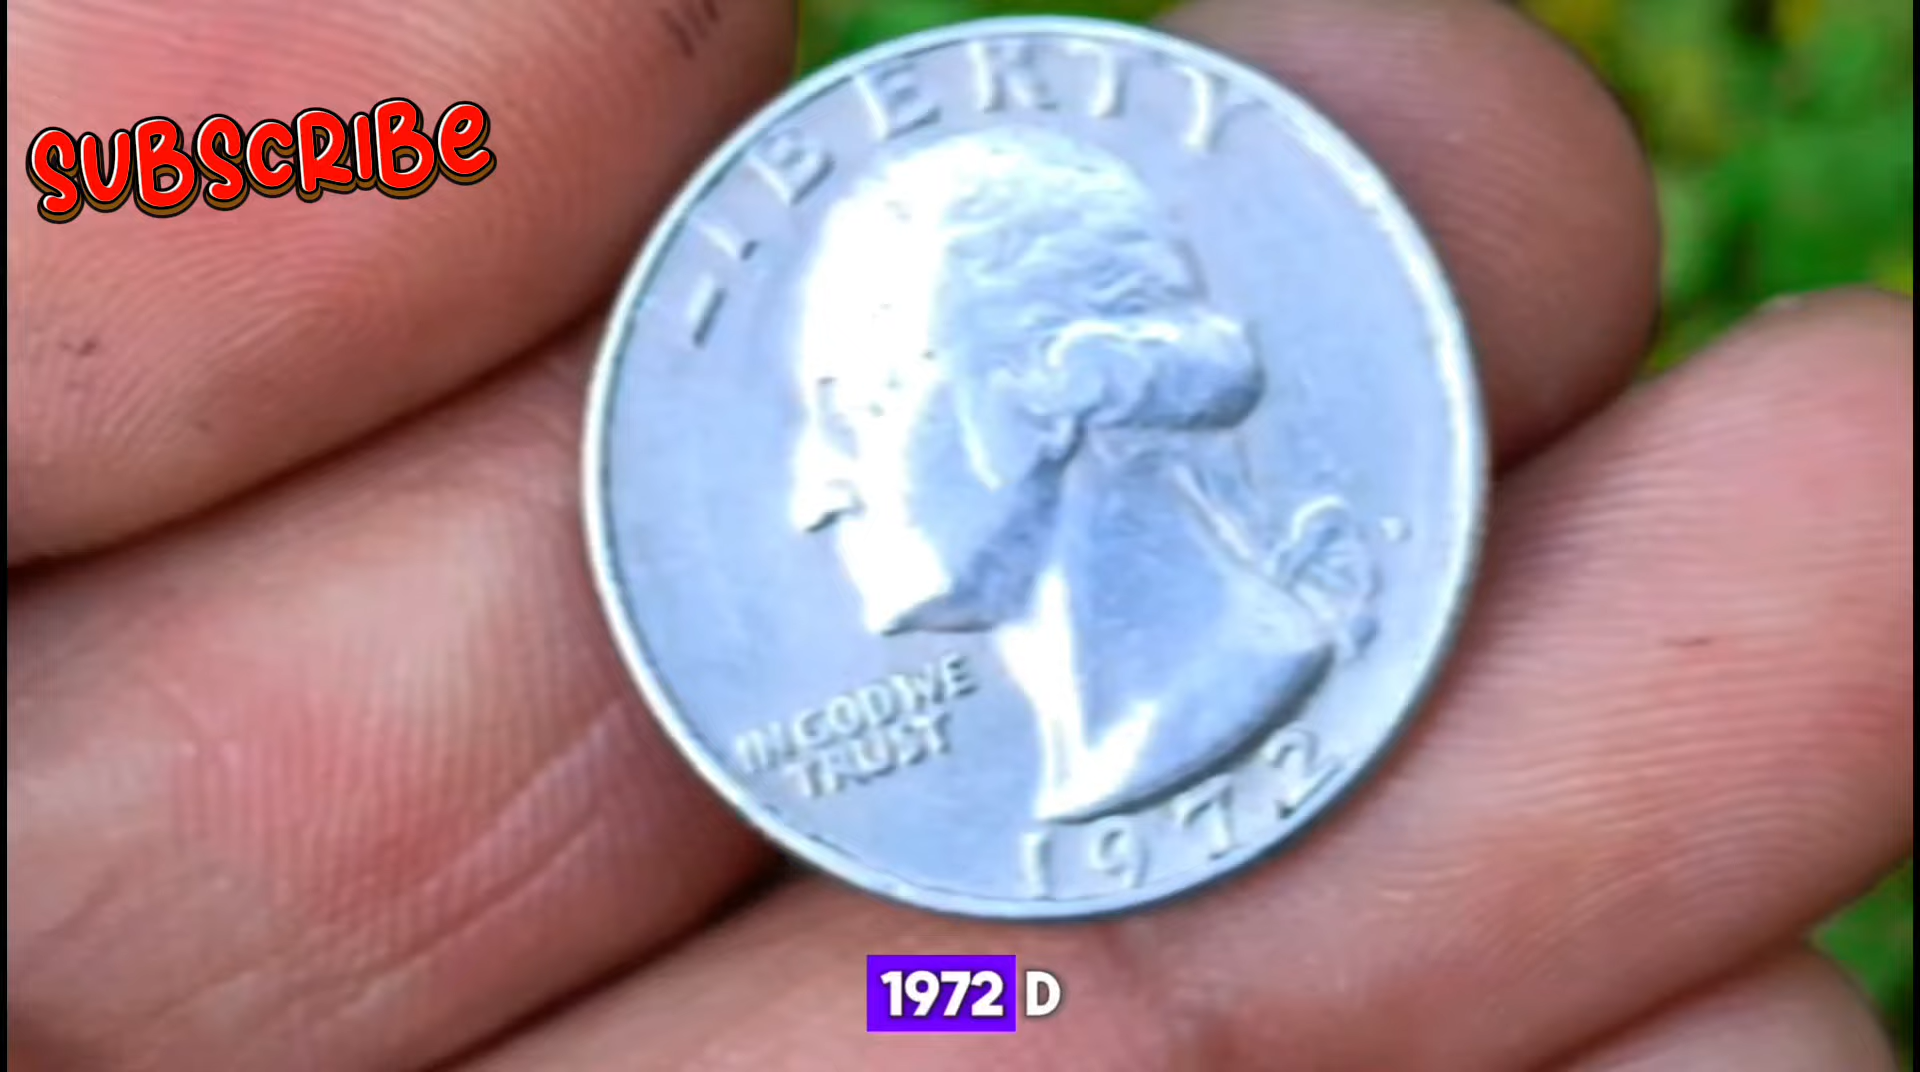 SUBSCRIBE
LIBERTY
IN GOD WE
TRUST
1972
1972 D